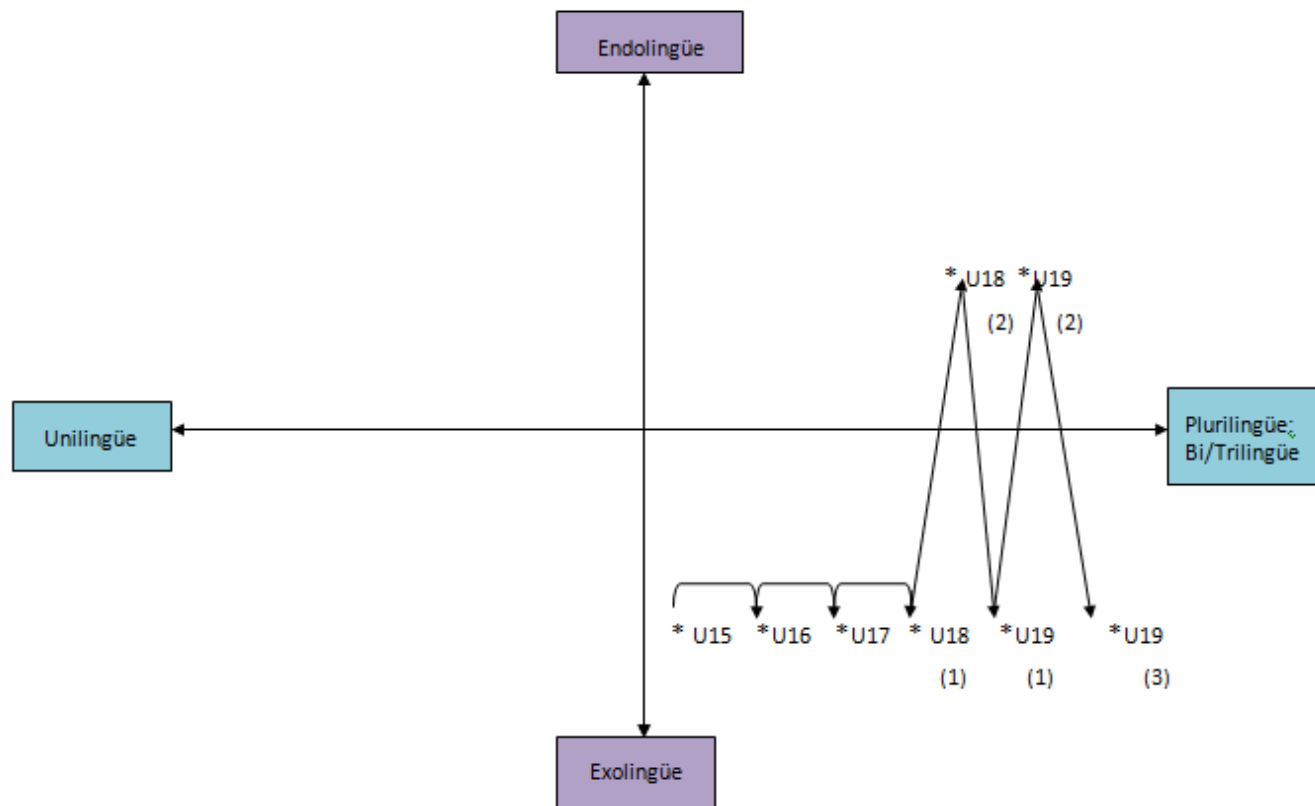 Endolingüe
* U18 *U19
(2) (2)
Unilingüe
Plurilingüe;
Bi/Trilingüe
* U15 *U16 *U17 * U18 *U19 *U19
(1) (1) (3)
Exolingüe